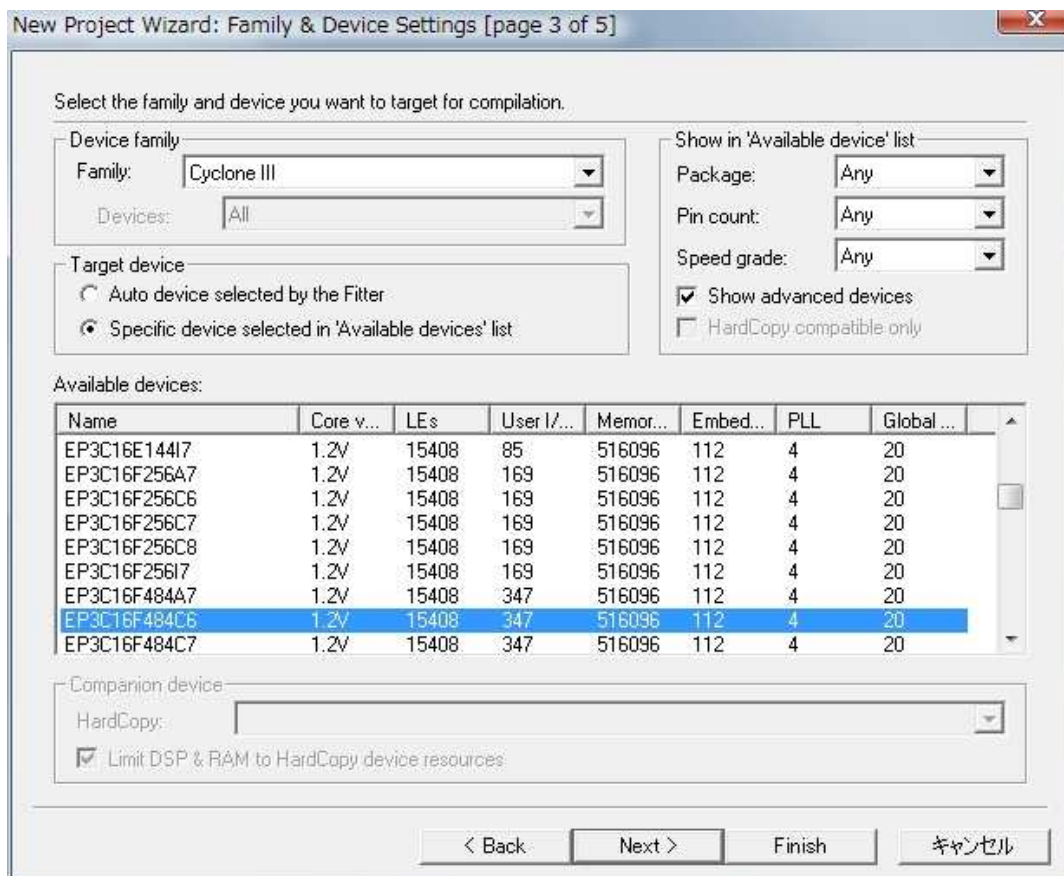 New Project Wizard: Family & Device Settings [page 3 of 5]
Select the family and device you want to target for compilation.
Device family
Family: Cyclone III
Devices: All
Target device
Auto device selected by the Fitter
Specific device selected in 'Available devices' list
Show in 'Available device' list
Package: Any
Pin count: Any
Speed grade: Any
Show advanced devices
HardCopy compatible only
Available devices:
Name Core v... LEs User I/... Memor... Embed... PLL Global ...
EP3C16E144I7 1.2V 15408 85 516096 112 4 20
EP3C16F256A7 1.2V 15408 169 516096 112 4 20
EP3C16F256C6 1.2V 15408 169 516096 112 4 20
EP3C16F256C7 1.2V 15408 169 516096 112 4 20
EP3C16F256C8 1.2V 15408 169 516096 112 4 20
EP3C16F256I7 1.2V 15408 169 516096 112 4 20
EP3C16F484A7 1.2V 15408 347 516096 112 4 20
EP3C16F484C6 1.2V 15408 347 516096 112 4 20
EP3C16F484C7 1.2V 15408 347 516096 112 4 20
Companion device
HardCopy:
Limit DSP & RAM to HardCopy device resources
< Back Next > Finish キャンセル